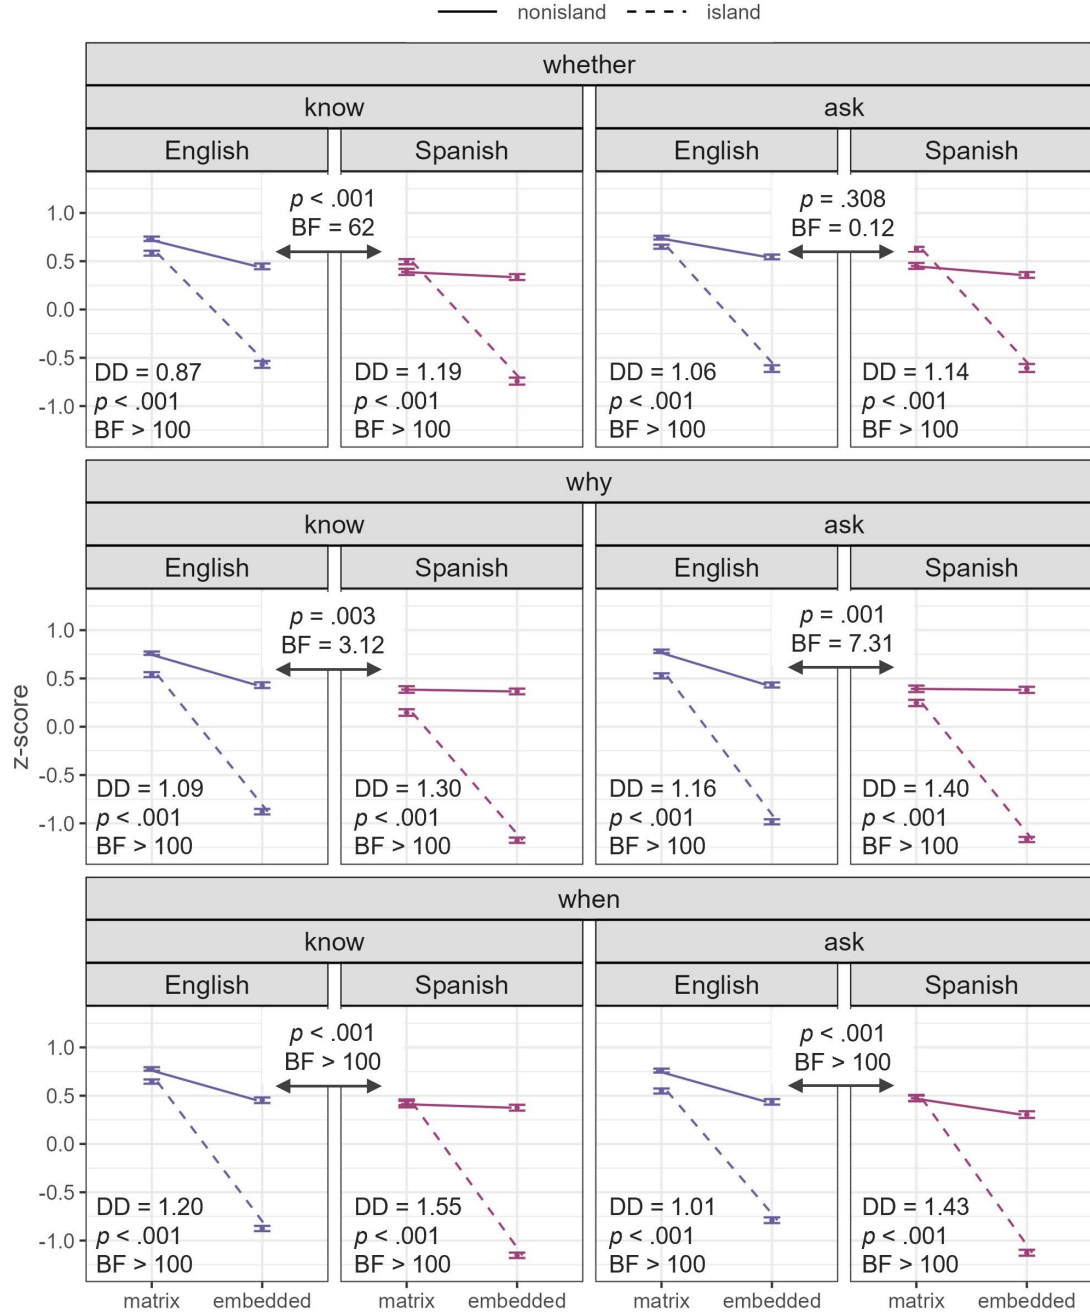 nonisland island
whether
know ask
English Spanish English Spanish
p < .001 p = .308
BF = 62 BF = 0.12
1.0
0.5
0.0
-0.5
DD = 0.87 DD = 1.19 DD = 1.06 DD = 1.14
p < .001 p < .001 p < .001 p < .001
-1.0
BF > 100 BF > 100 BF > 100 BF > 100
why
know ask
English Spanish English Spanish
p = .003 p = .001
1.0
BF = 3.12 BF = 7.31
0.5
z-score
0.0
-0.5
DD = 1.09 DD = 1.30 DD = 1.16 DD = 1.40
-1.0
p < .001 p < .001 p < .001 p < .001
BF > 100 BF > 100 BF > 100 BF > 100
when
know ask
English Spanish English Spanish
p < .001 p < .001
1.0
BF > 100 BF > 100
0.5
0.0
-0.5
DD = 1.20 DD = 1.55 DD = 1.01 DD = 1.43
p < .001 p < .001 p < .001 p < .001
-1.0
BF > 100 BF > 100 BF > 100 BF > 100
matrix embedded matrix embedded matrix embedded matrix embedded